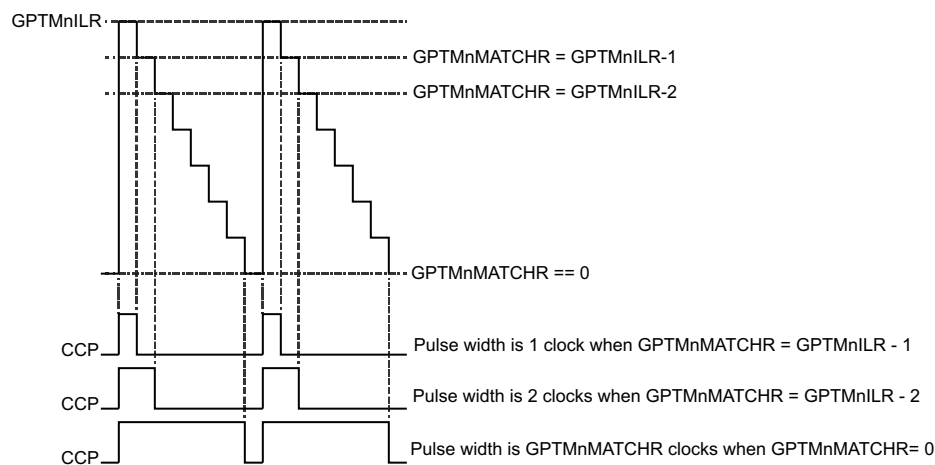 GPTMnILR
GPTMnMATCHR = GPTMnILR-1
GPTMnMATCHR = GPTMnILR-2
GPTMnMATCHR == 0
CCP
Pulse width is 1 clock when GPTMnMATCHR = GPTMnILR - 1
CCP
Pulse width is 2 clocks when GPTMnMATCHR = GPTMnILR - 2
CCP
Pulse width is GPTMnMATCHR clocks when GPTMnMATCHR= 0